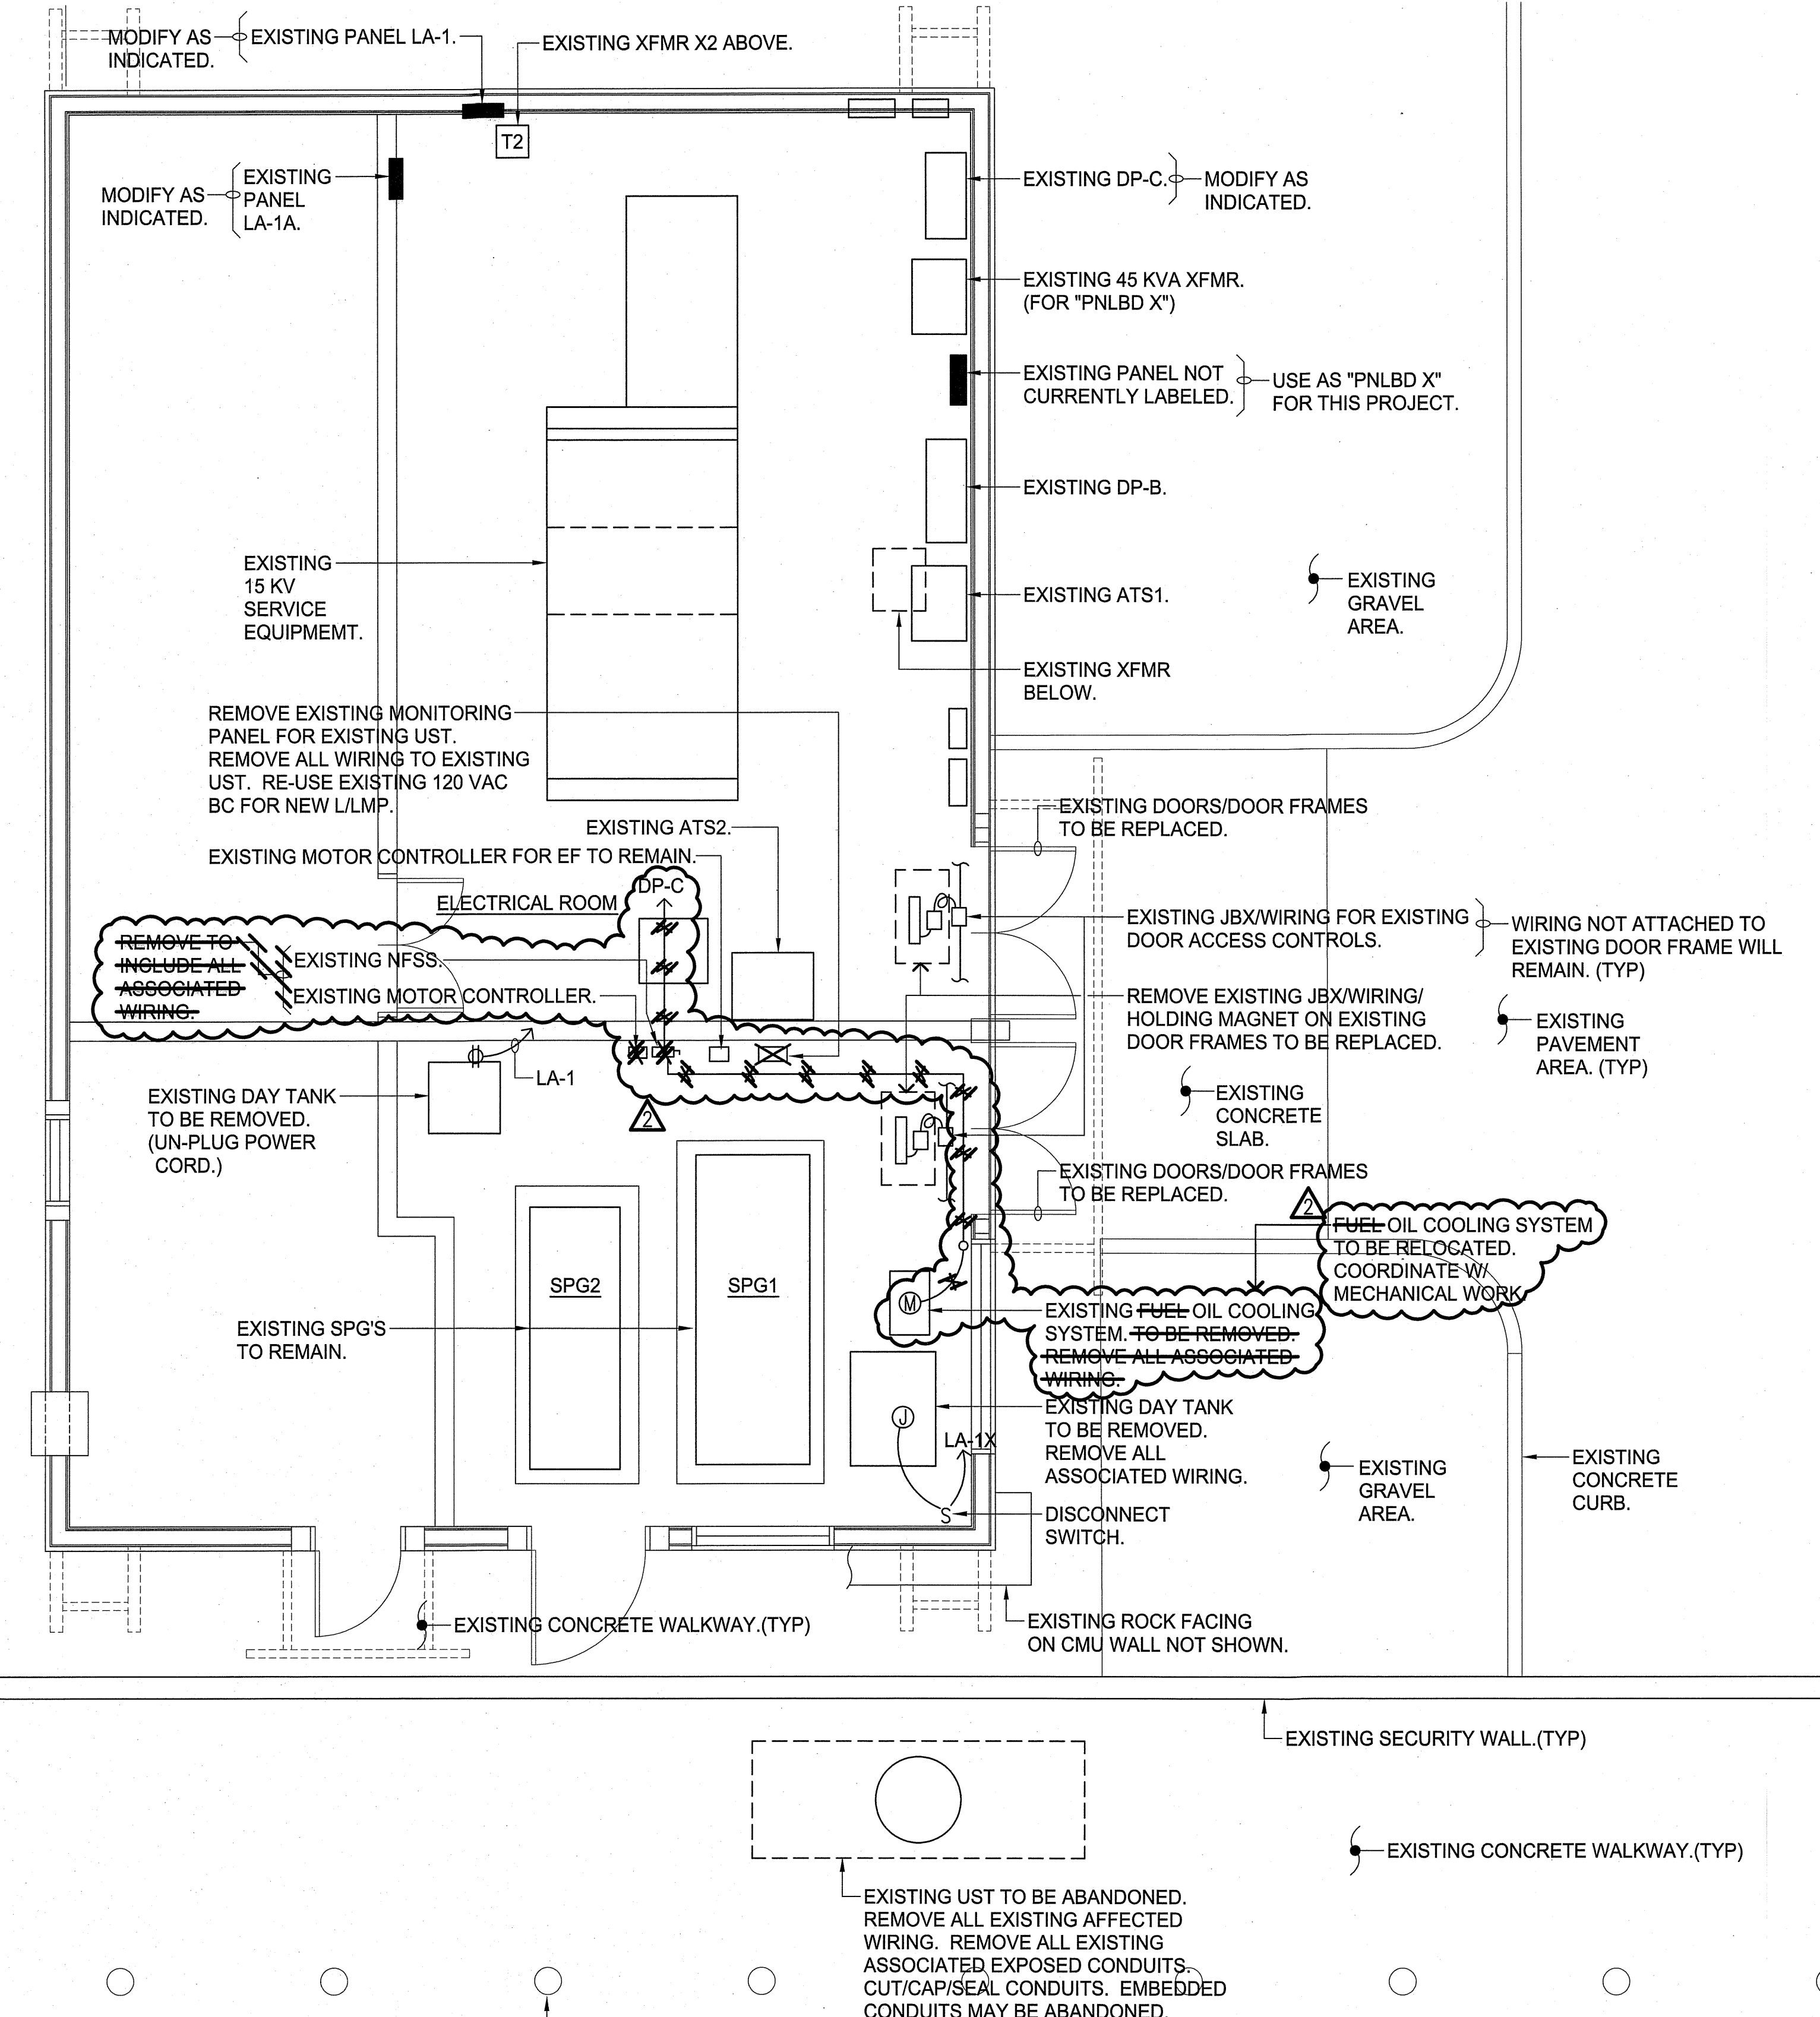 MODIFY AS
INDICATED.
EXISTING PANEL LA-1.
EXISTING XFMR X2 ABOVE.
T2
MODIFY AS
INDICATED.
EXISTING
PANEL
LA-1A.
EXISTING DP-C.
MODIFY AS
INDICATED.
EXISTING 45 KVA XFMR.
(FOR "PNLBD X")
EXISTING PANEL NOT
CURRENTLY LABELED.
USE AS "PNLBD X"
FOR THIS PROJECT.
EXISTING DP-B.
EXISTING
15 KV
SERVICE
EQUIPMEMT.
EXISTING ATS1.
EXISTING
GRAVEL
AREA.
EXISTING XFMR
BELOW.
REMOVE EXISTING MONITORING
PANEL FOR EXISTING UST.
REMOVE ALL WIRING TO EXISTING
UST. RE-USE EXISTING 120 VAC
BC FOR NEW L/LMP.
EXISTING DOORS/DOOR FRAMES
TO BE REPLACED.
EXISTING ATS2.
EXISTING MOTOR CONTROLLER FOR EF TO REMAIN.
DP-C
ELECTRICAL ROOM
EXISTING JBX/WIRING FOR EXISTING
DOOR ACCESS CONTROLS.
WIRING NOT ATTACHED TO
EXISTING DOOR FRAME WILL
REMAIN. (TYP)
REMOVE TO
INCLUDE ALL
ASSOCIATED
WIRING.
EXISTING NFSS.
EXISTING MOTOR CONTROLLER.
REMOVE EXISTING JBX/WIRING/
HOLDING MAGNET ON EXISTING
DOOR FRAMES TO BE REPLACED.
EXISTING
PAVEMENT
AREA. (TYP)
LA-1
EXISTING DAY TANK
TO BE REMOVED.
(UN-PLUG POWER
CORD.)
2
EXISTING
CONCRETE
SLAB.
EXISTING DOORS/DOOR FRAMES
TO BE REPLACED.
2
FUEL OIL COOLING SYSTEM
TO BE RELOCATED.
COORDINATE W/
MECHANICAL WORK
SPG2
SPG1
M
EXISTING FUEL OIL COOLING
SYSTEM. TO BE REMOVED.
REMOVE ALL ASSOCIATED
WIRING.
EXISTING SPG'S
TO REMAIN.
J
LA-1X
EXISTING DAY TANK
TO BE REMOVED.
REMOVE ALL
ASSOCIATED WIRING.
EXISTING
GRAVEL
AREA.
EXISTING
CONCRETE
CURB.
S
DISCONNECT
SWITCH.
EXISTING CONCRETE WALKWAY.(TYP)
EXISTING ROCK FACING
ON CMU WALL NOT SHOWN.
EXISTING SECURITY WALL.(TYP)
EXISTING CONCRETE WALKWAY.(TYP)
EXISTING UST TO BE ABANDONED.
REMOVE ALL EXISTING AFFECTED
WIRING. REMOVE ALL EXISTING
ASSOCIATED EXPOSED CONDUITS.
CUT/CAP/SEAL CONDUITS. EMBEDDED
CONDUITS MAY BE ABANDONED.